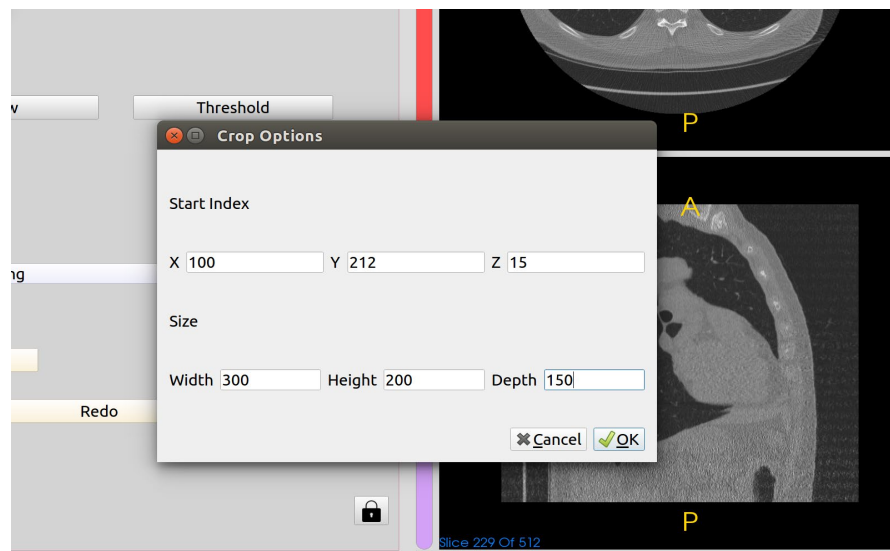 P
w
Threshold
Crop Options
Start Index
X 100 Y 212 Z 15
A
ng
Size
Width 300 Height 200 Depth 150
Redo
Cancel OK
P
Slice 229 Of 512